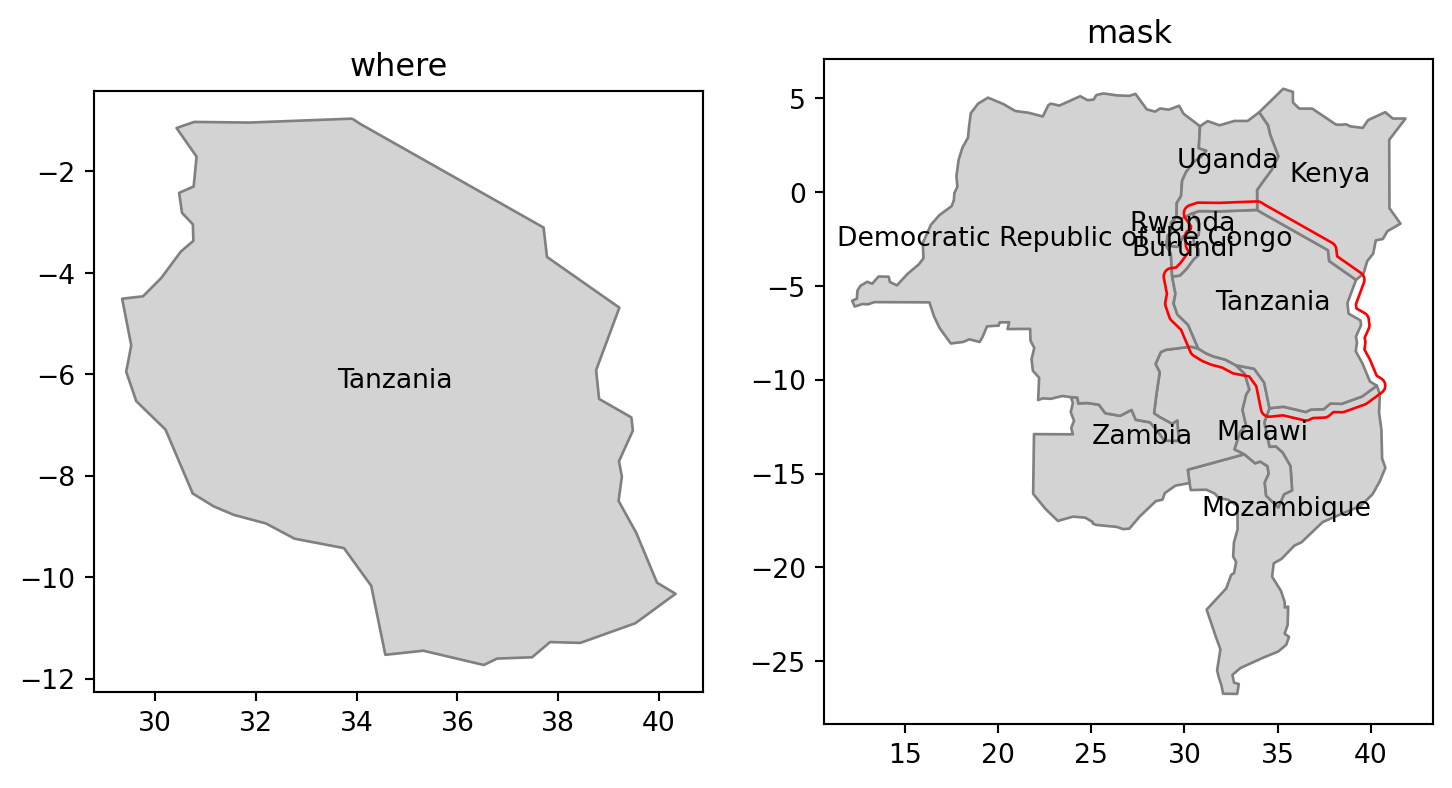 where
−2
−4
−6
−8
−10
−12
Tanzania
30
32
34
36
38
40
mask
5
0
−5
−10
−15
−20
−25
Uganda
Kenya
Rwanda
Democratic Republic of the Congo
Burundi
Tanzania
Zambia
Malawi
Mozambique
15
20
25
30
35
40